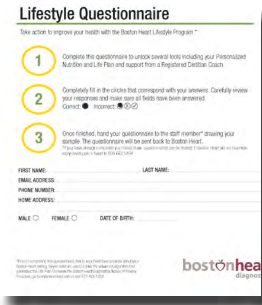 Lifestyle Questionnaire
Take action to improve your health with the Boston Heart Lifestyle Program
1
Complete this questionnaire to unlock several tools including your Personalized
Nutrition and Life Plan and support from a Registered Dietitian Coach
2
Completely fill in the circles that correspond with your answers. Carefully review
your responses and make sure all fields have been answered.
Correct: Incorrect:
3
Once finished, hand your questionnaire to the staff member* drawing your
sample. The questionnaire will be sent back to Boston Heart.
FIRST NAME: LAST NAME:
EMAIL ADDRESS:
PHONE NUMBER
HOME ADDRESS:
MALE FEMALE DATE OF BIRTH:
bostonhea
diagnos